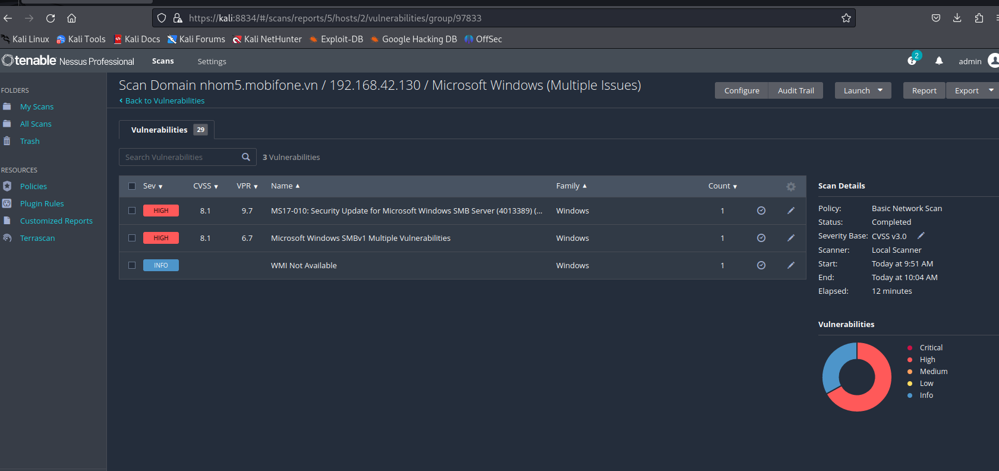 https://kali:8834/#/scans/reports/5/hosts/2/vulnerabilities/group/97833
Kali Linux Kali Tools Kali Docs Kali Forums Kali NetHunter Exploit-DB Google Hacking DB OffSec
tenable Nessus Professional Scans Settings 2 admin
FOLDERS
My Scans
All Scans
Trash
RESOURCES
Policies
Plugin Rules
Customized Reports
Terrascan
Scan Domain nhom5.mobifone.vn / 192.168.42.130 / Microsoft Windows (Multiple Issues)
Back to Vulnerabilities
Configure Audit Trail Launch Report Export
Vulnerabilities 29
Search Vulnerabilities 3 Vulnerabilities
Sev CVSS VPR Name Family Count
HIGH 8.1 9.7 MS17-010: Security Update for Microsoft Windows SMB Server (4013389) (... Windows 1
HIGH 8.1 6.7 Microsoft Windows SMBv1 Multiple Vulnerabilities Windows 1
INFO WMI Not Available Windows 1
Scan Details
Policy: Basic Network Scan
Status: Completed
Severity Base: CVSS v3.0
Scanner: Local Scanner
Start: Today at 9:51 AM
End: Today at 10:04 AM
Elapsed: 12 minutes
Vulnerabilities
Critical
High
Medium
Low
Info